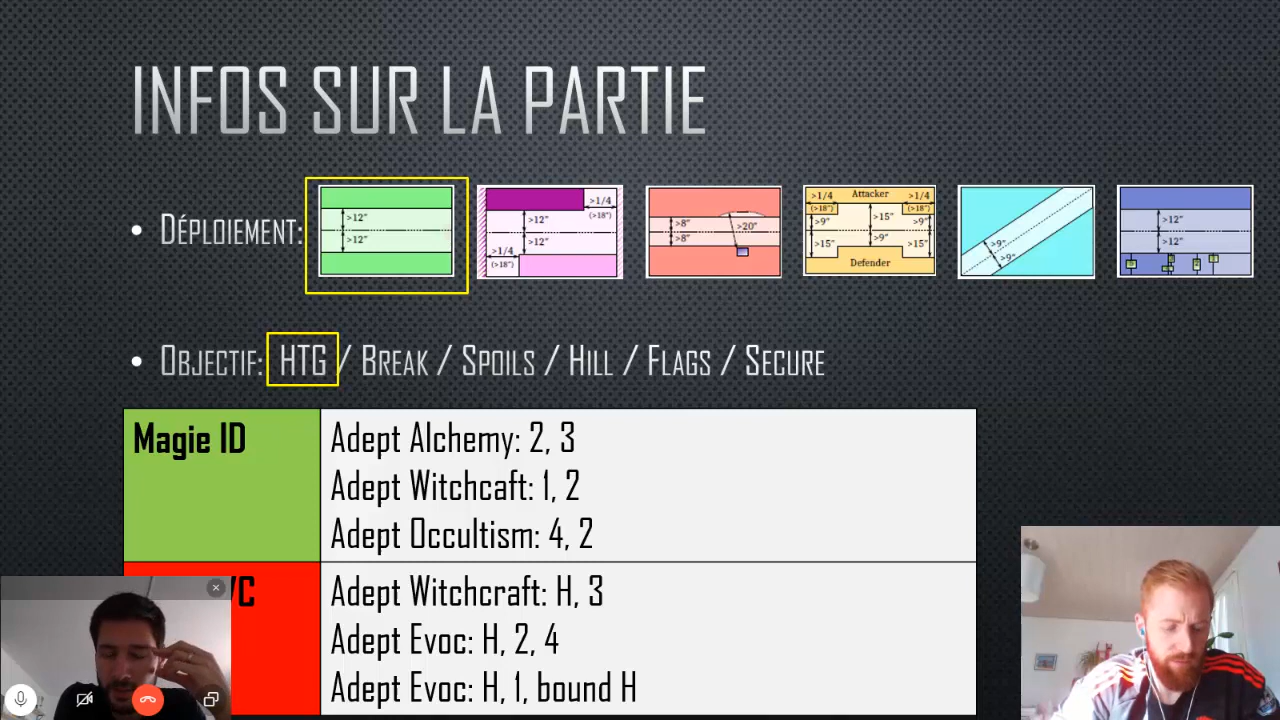 INFOS SUR LA PARTIE
• DÉPLOIEMENT:
>12"
>12"
>1/4
(>18")
>12"
>12"
>1/4
(>18")
>8"
>8"
>20"
>1/4
(>18")
Attacker
>1/4
(>18")
>9"
>15"
>9"
>15"
>9"
>15"
Defender
>9"
>9"
>12"
>12"
• OBJECTIF: HTG / BREAK / SPOILS / HILL / FLAGS / SECURE
Magie ID
Adept Alchemy: 2, 3
Adept Witchcaft: 1, 2
Adept Occultism: 4, 2
VC
Adept Witchcraft: H, 3
Adept Evoc: H, 2, 4
Adept Evoc: H, 1, bound H